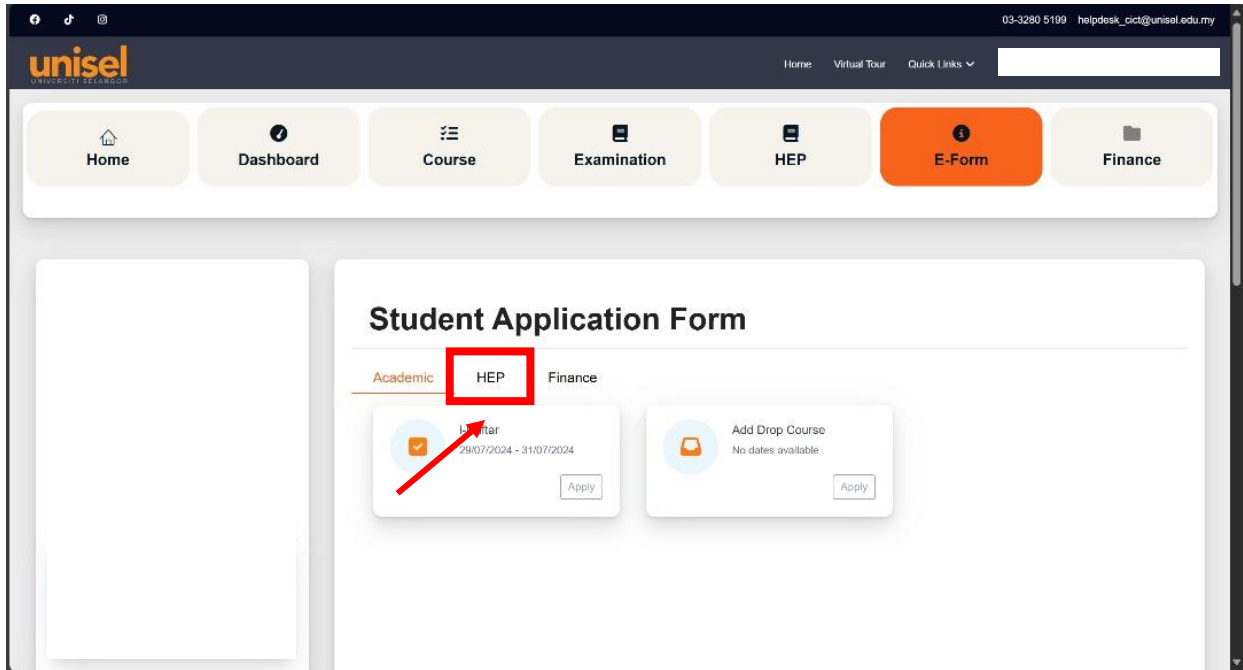 03-3280 5199 helpdesk_cict@unisel.edu.my
unisel
UNIVERSITI SELANGOR
Home Virtual Tour Quick Links
Home Dashboard Course Examination HEP E-Form Finance
Student Application Form
Academic HEP Finance
29/07/2024 - 31/07/2024
Apply
Add Drop Course
No dates available
Apply